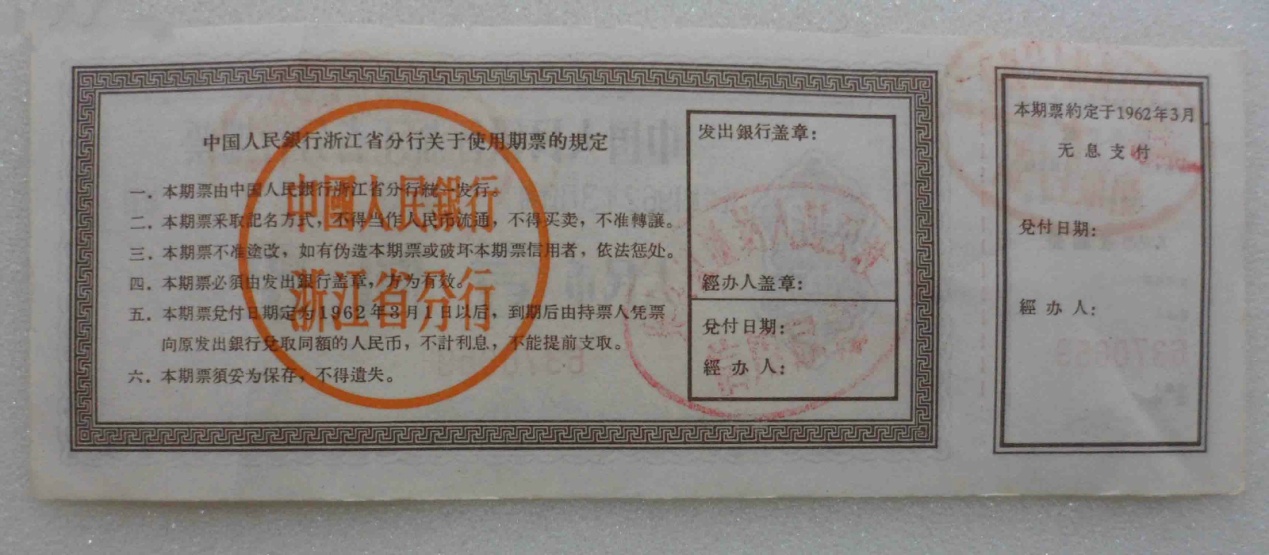 中国人民銀行浙江省分行关于使用期票的規定
一．本期票由中国人民銀行浙江省分行統一发行。
二．本期票采取記名方式，不得当作人民币流通，不得买卖，不准轉讓。
三．本期票不准塗改，如有伪造本期票或破坏本期票信用者，依法惩处。
四．本期票必須由发出銀行盖章，方为有效。
五．本期票兌付日期定为1962年3月1日以后，到期后由持票人凭票
向原发出銀行兌取同額的人民币，不計利息，不能提前支取。
六．本期票須妥为保存，不得遺失。
中國人民銀行
浙江省分行
发出銀行盖章：
經办人盖章：
兌付日期：
經 办 人：
本期票約定于1962年3月
无息支付
兌付日期：
經 办 人：